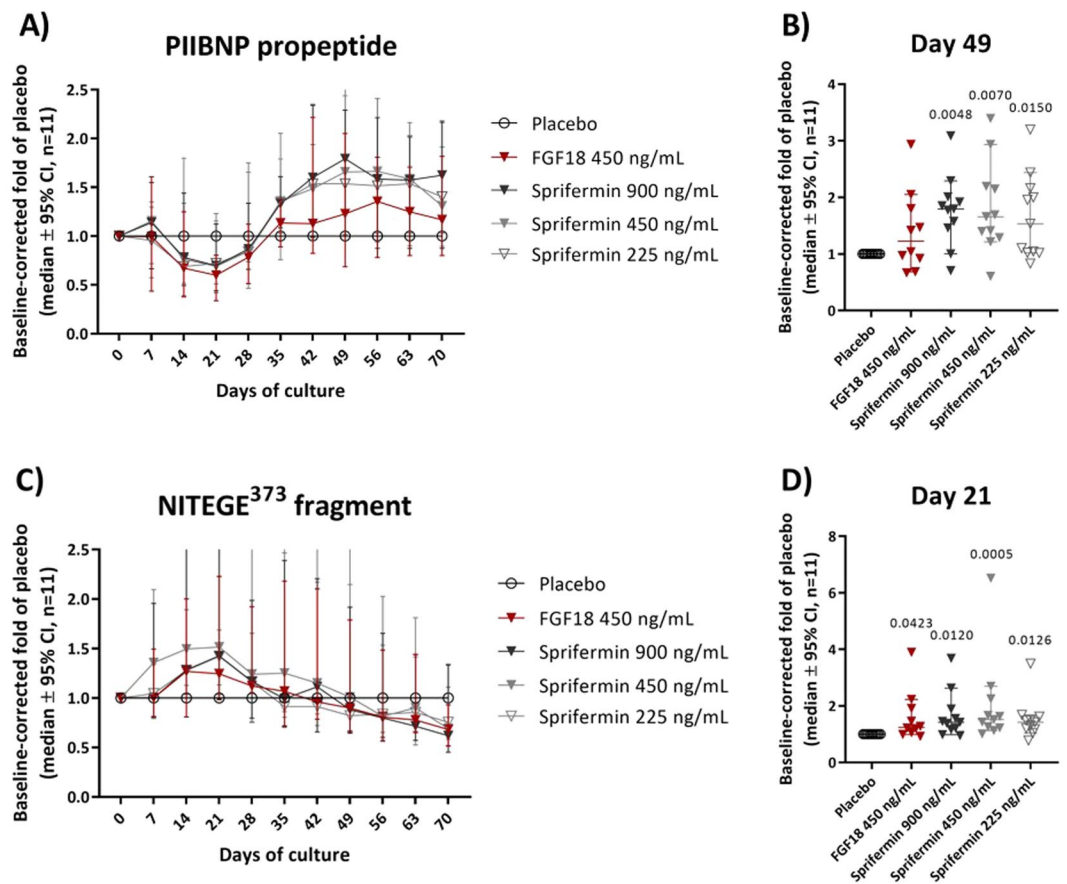 A)
PIIBNP propeptide
Baseline-corrected fold of placebo
(median ± 95% CI, n=11)
2.5
2.0
1.5
1.0
0.5
0.0
0 7 14 21 28 35 42 49 56 63 70
Days of culture
Placebo
FGF18 450 ng/mL
Sprifermin 900 ng/mL
Sprifermin 450 ng/mL
Sprifermin 225 ng/mL
B)
Day 49
Baseline-corrected fold of placebo
(median ± 95% CI, n=11)
4
3
2
1
0
0.0048
0.0070
0.0150
Placebo
FGF18 450 ng/mL
Sprifermin 900 ng/mL
Sprifermin 450 ng/mL
Sprifermin 225 ng/mL
C)
NITEGE373 fragment
Baseline-corrected fold of placebo
(median ± 95% CI, n=11)
2.5
2.0
1.5
1.0
0.5
0.0
0 7 14 21 28 35 42 49 56 63 70
Days of culture
Placebo
FGF18 450 ng/mL
Sprifermin 900 ng/mL
Sprifermin 450 ng/mL
Sprifermin 225 ng/mL
D)
Day 21
Baseline-corrected fold of placebo
(median ± 95% CI, n=11)
8
6
4
2
0
0.0423
0.0120
0.0005
0.0126
Placebo
FGF18 450 ng/mL
Sprifermin 900 ng/mL
Sprifermin 450 ng/mL
Sprifermin 225 ng/mL